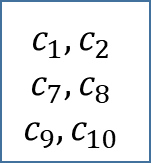 c₁, c₂
c₇, c₈
c₉, c₁₀